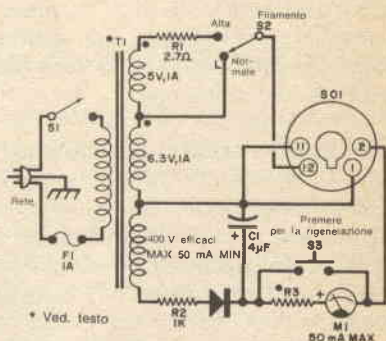 Filamento
S2
Alta
* T1
R1
2.7Ω
Nor-
male
L
5V,1A
SO1
S1
11
2
12
1
6.3V,1A
Rete
F1
1A
400 V efficaci
MAX 50 mA MIN
+ C1
4µF
Premere
per la rigenerazione
S3
R2
1K
*R3
+
M1
50 mA MAX
* Ved. testo